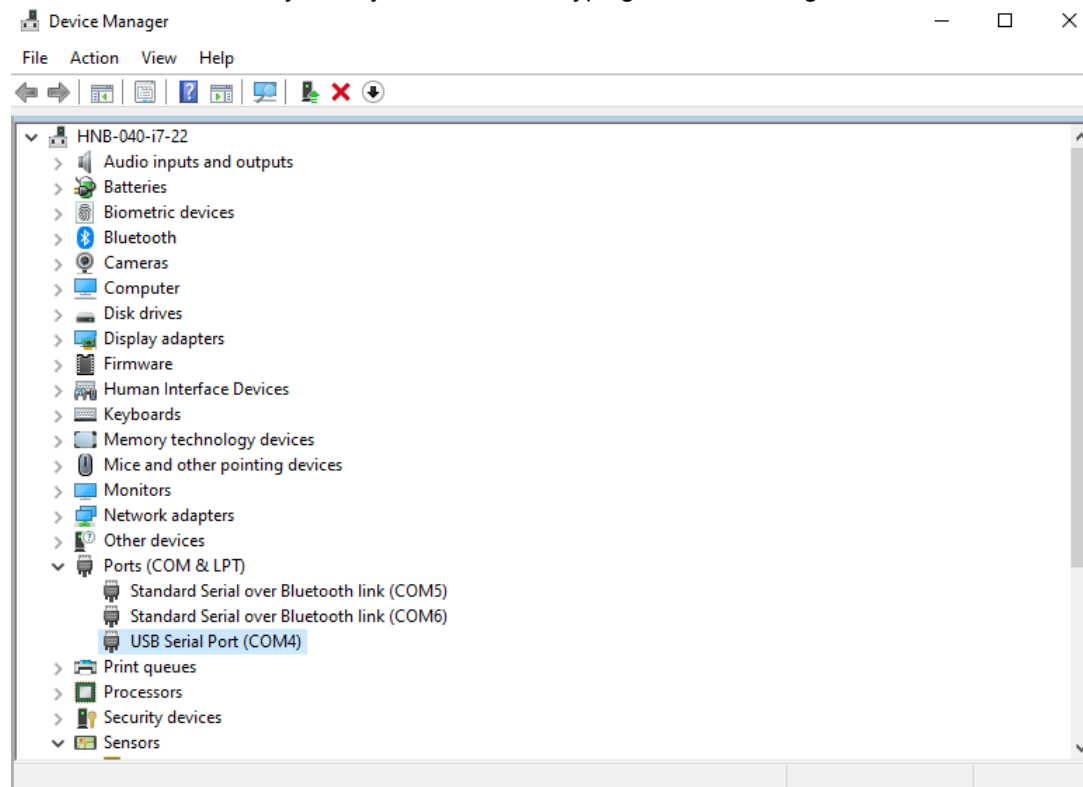 Device Manager
File Action View Help
HNB-040-i7-22
Audio inputs and outputs
Batteries
Biometric devices
Bluetooth
Cameras
Computer
Disk drives
Display adapters
Firmware
Human Interface Devices
Keyboards
Memory technology devices
Mice and other pointing devices
Monitors
Network adapters
Other devices
Ports (COM & LPT)
Standard Serial over Bluetooth link (COM5)
Standard Serial over Bluetooth link (COM6)
USB Serial Port (COM4)
Print queues
Processors
Security devices
Sensors